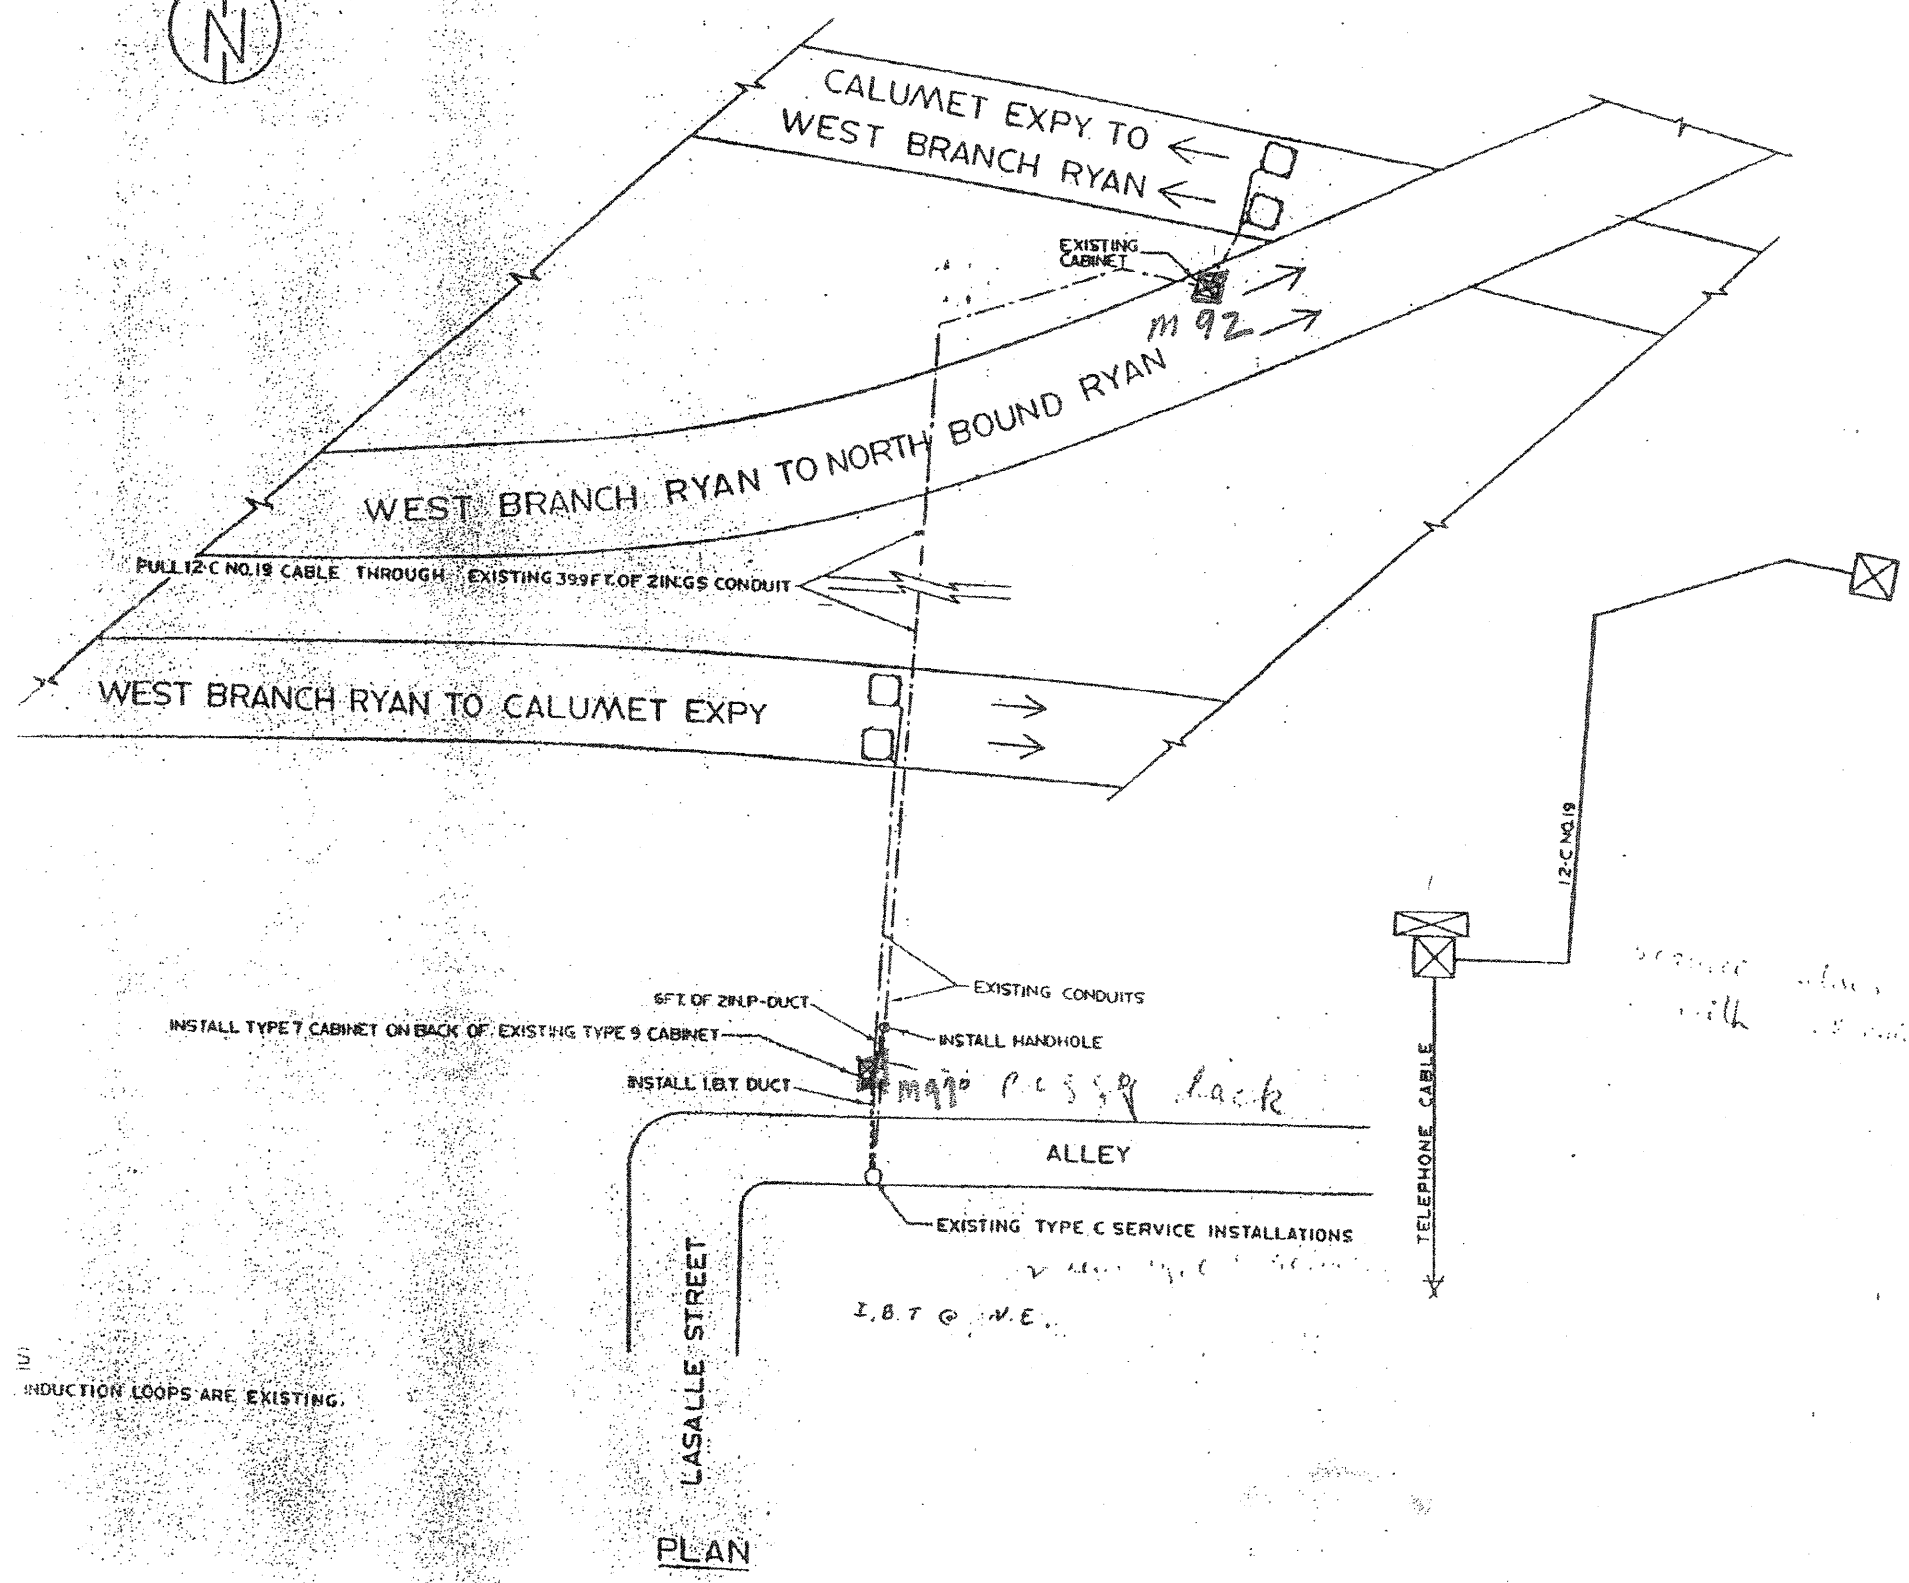 N
CALUMET EXPY TO
WEST BRANCH RYAN
EXISTING
CABINET
M 92
WEST BRANCH RYAN TO NORTH BOUND RYAN
PULL 12-C NO.19 CABLE THROUGH EXISTING 399FT. OF 2IN.GS CONDUIT
WEST BRANCH RYAN TO CALUMET EXPY
12-C NO.19
EXISTING CONDUITS
6FT. OF 2IN.P-DUCT
INSTALL TYPE 7 CABINET ON BACK OF EXISTING TYPE 9 CABINET
INSTALL HANDHOLE
INSTALL I.B.T. DUCT
back
ALLEY
TELEPHONE CABLE
EXISTING TYPE C SERVICE INSTALLATIONS
I.B.T @ N.E.
LASALLE STREET
INDUCTION LOOPS ARE EXISTING.
PLAN